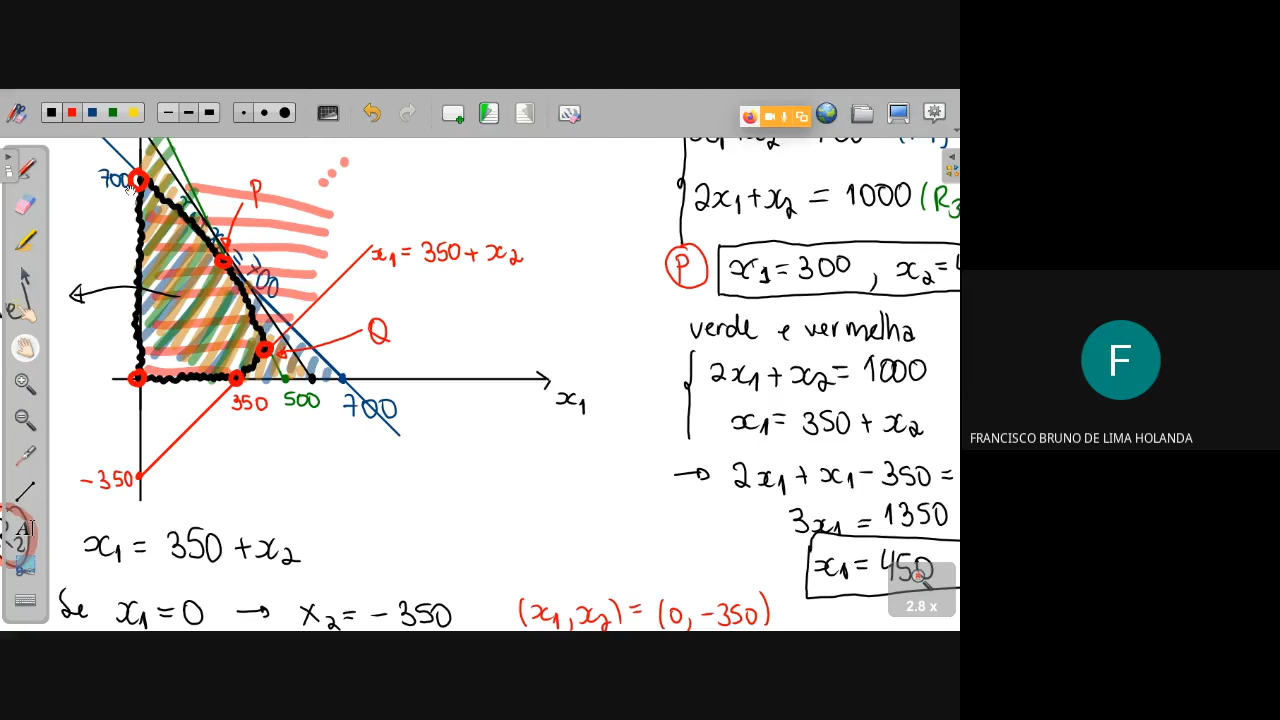 2x₁+x₂ = 1000 (R₃
700
P
x₁ = 350 + x₂
P x₁ = 300 , x₂ =
700
Q
verde e vermelha
2x₁ + x₂ = 1000
x₁ = 350 + x₂
350 500 700 x₁
→ 2x₁ + x₁ - 350 =
-350
3x₁ = 1350
x₁ = 350 + x₂
x₁ = 450
2.8 x
Se x₁ = 0 → x₂ = - 350 (x₁, x₂) = (0, -350)
F
FRANCISCO BRUNO DE LIMA HOLANDA